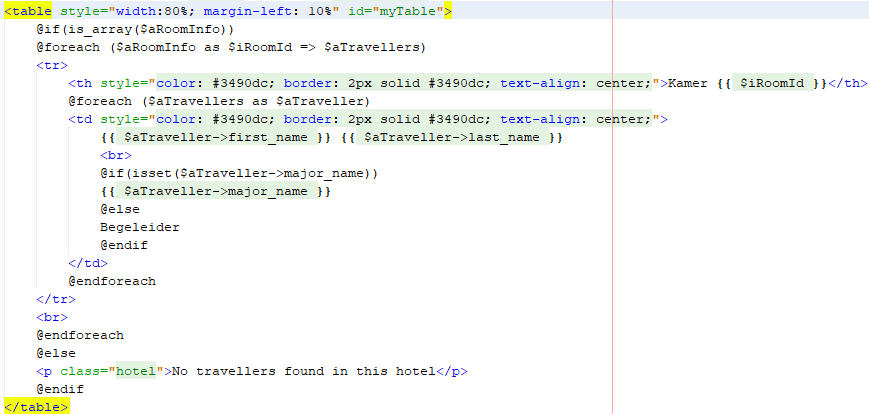 <table style="width:80%; margin-left: 10%" id="myTable">
    @if(is_array($aRoomInfo))
    @foreach ($aRoomInfo as $iRoomId => $aTravellers)
    <tr>
        <th style="color: #3490dc; border: 2px solid #3490dc; text-align: center;">Kamer {{ $iRoomId }}</th>
        @foreach ($aTravellers as $aTraveller)
        <td style="color: #3490dc; border: 2px solid #3490dc; text-align: center;">
            {{ $aTraveller->first_name }} {{ $aTraveller->last_name }}
            <br>
            @if(isset($aTraveller->major_name))
            {{ $aTraveller->major_name }}
            @else
            Begeleider
            @endif
        </td>
        @endforeach
    </tr>
    <br>
    @endforeach
    @else
    <p class="hotel">No travellers found in this hotel</p>
    @endif
</table>